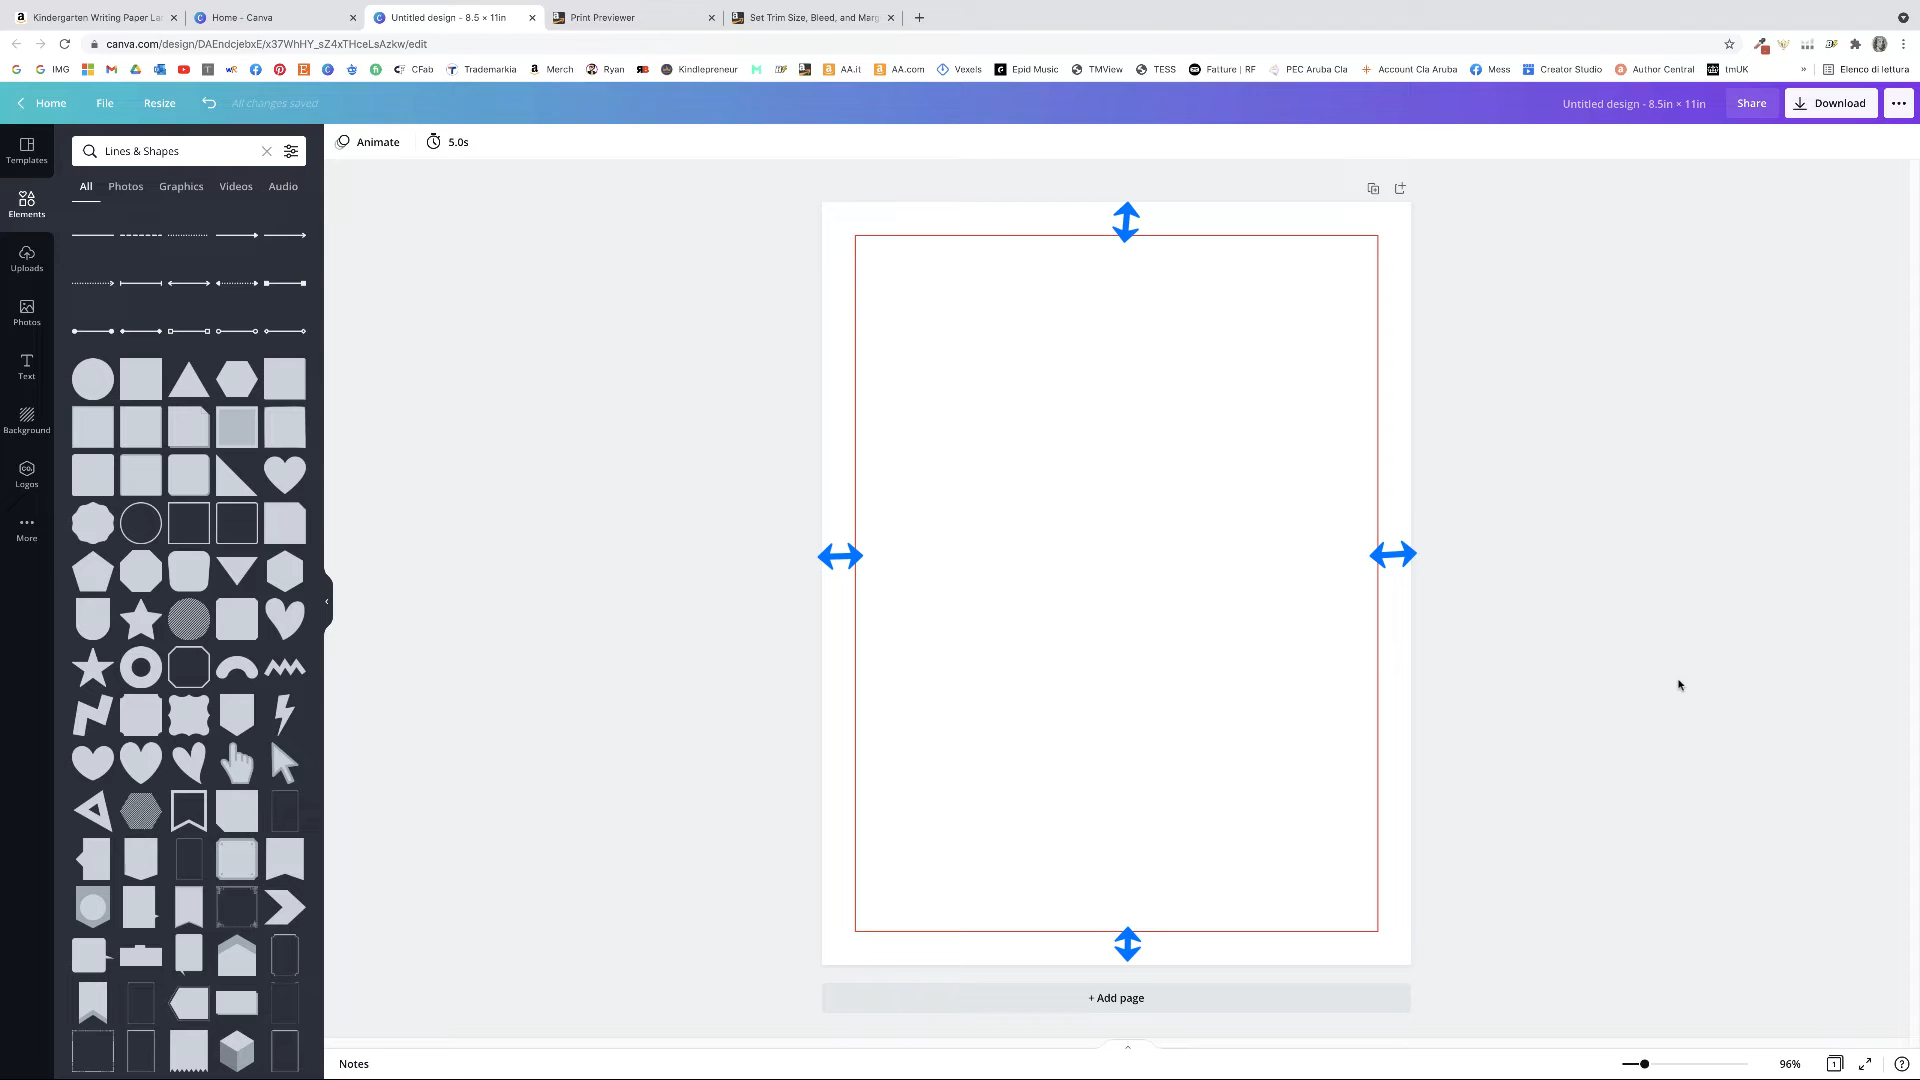 Kindergarten Writing Paper Lar
Home - Canva
Untitled design - 8.5 × 11in
Print Previewer
Set Trim Size, Bleed, and Marg
canva.com/design/DAEndcjebxE/x37WhHY_sZ4xTHceLsAzkw/edit
IMG
CFab
Trademarkia
Merch
Ryan
Kindlepreneur
AA.it
AA.com
Vexels
Epid Music
TMView
TESS
Fatture | RF
PEC Aruba Cla
Account Cla Aruba
Mess
Creator Studio
Author Central
tmUK
»
Elenco di lettura
Home
File
Resize
All changes saved
Untitled design - 8.5in × 11in
Share
Download
Templates
Elements
Uploads
Photos
Text
Background
Logos
More
Lines & Shapes
All
Photos
Graphics
Videos
Audio
Animate
5.0s
+ Add page
Notes
96%
1